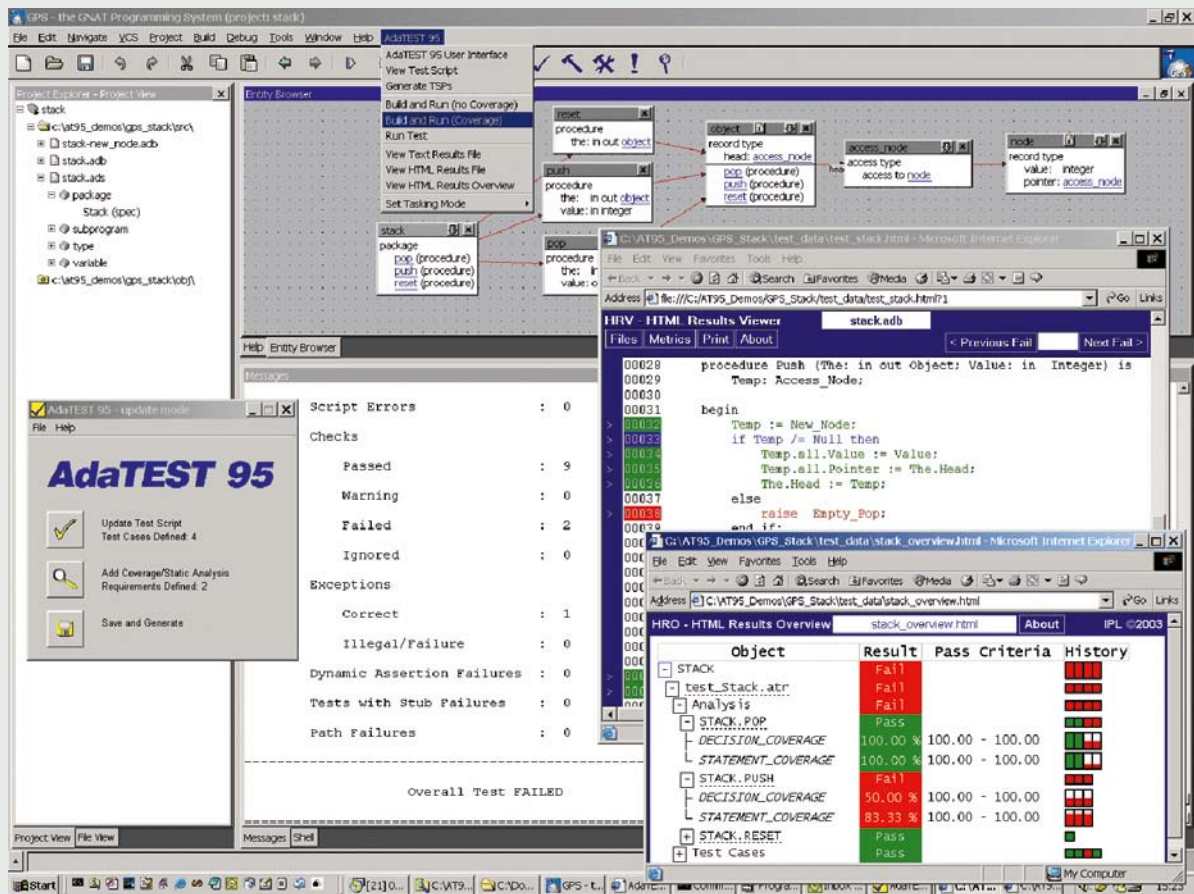 GPS - the GNAT Programming System (project: stack)
File Edit Navigate VCS Project Build Debug Tools Window Help AdaTEST 95
AdaTEST 95 User Interface
View Test Script
Generate TSPs
Build and Run (no Coverage)
Build and Run (Coverage)
Run Test
View Text Results File
View HTML Results File
View HTML Results Overview
Set Tasking Mode
Project Explorer - Project View
stack
c:\at95_demos\gps_stack\src\
stack-new_node.adb
stack.adb
stack.ads
package
Stack (spec)
subprogram
type
variable
c:\at95_demos\gps_stack\obj\
Project View File View
Entity Browser
reset
procedure
the: in out object
push
procedure
the: in out object
value: in integer
pop
procedure
the: in
value: o
stack
package
pop (procedure)
push (procedure)
reset (procedure)
object
record type
head: access_node
pop (procedure)
push (procedure)
reset (procedure)
head
access_node
access type
access to node
node
record type
value: integer
pointer: access_node
Help Entity Browser
Messages
Script Errors : 0
Checks
Passed : 9
Warning : 0
Failed : 2
Ignored : 0
Exceptions
Correct : 1
Illegal/Failure : 0
Dynamic Assertion Failures : 0
Tests with Stub Failures : 0
Path Failures : 0
Overall Test FAILED
Messages Shell
AdaTEST 95 - update mode
File Help
AdaTEST 95
Update Test Script
Test Cases Defined: 4
Add Coverage/Static Analysis
Requirements Defined: 2
Save and Generate
C:\AT95_Demos\GPS_Stack\test_data\test_stack.html - Microsoft Internet Explorer
File Edit View Favorites Tools Help
Back Search Favorites Media
Address file:///C:/AT95_Demos/GPS_Stack/test_data/test_stack.html?1 Go Links
HRV - HTML Results Viewer stack.adb
Files Metrics Print About < Previous Fail Next Fail >
00028 procedure Push (The: in out Object; Value: in Integer) is
00029 Temp: Access_Node;
00030
00031 begin
> 00032 Temp := New_Node;
> 00033 if Temp /= Null then
> 00034 Temp.all.Value := Value;
> 00035 Temp.all.Pointer := The.Head;
> 00036 The.Head := Temp;
00037 else
> 00038 raise Empty_Pop;
00039 end if;
C:\AT95_Demos\GPS_Stack\test_data\stack_overview.html - Microsoft Internet Explorer
File Edit View Favorites Tools Help
Back Search Favorites Media
Address C:\AT95_Demos\GPS_Stack\test_data\stack_overview.html Go Links
HRO - HTML Results Overview stack_overview.html About IPL ©2003
Object Result Pass Criteria History
STACK Fail
test_Stack.atr Fail
Analysis Fail
STACK.POP Pass
DECISION_COVERAGE 100.00 % 100.00 - 100.00
STATEMENT_COVERAGE 100.00 % 100.00 - 100.00
STACK.PUSH Fail
DECISION_COVERAGE 50.00 % 100.00 - 100.00
STATEMENT_COVERAGE 83.33 % 100.00 - 100.00
STACK.RESET Pass
Test Cases Pass
My Computer
Start [21]O... C:\AT9... C:\Do... GPS - t... AdaTE...